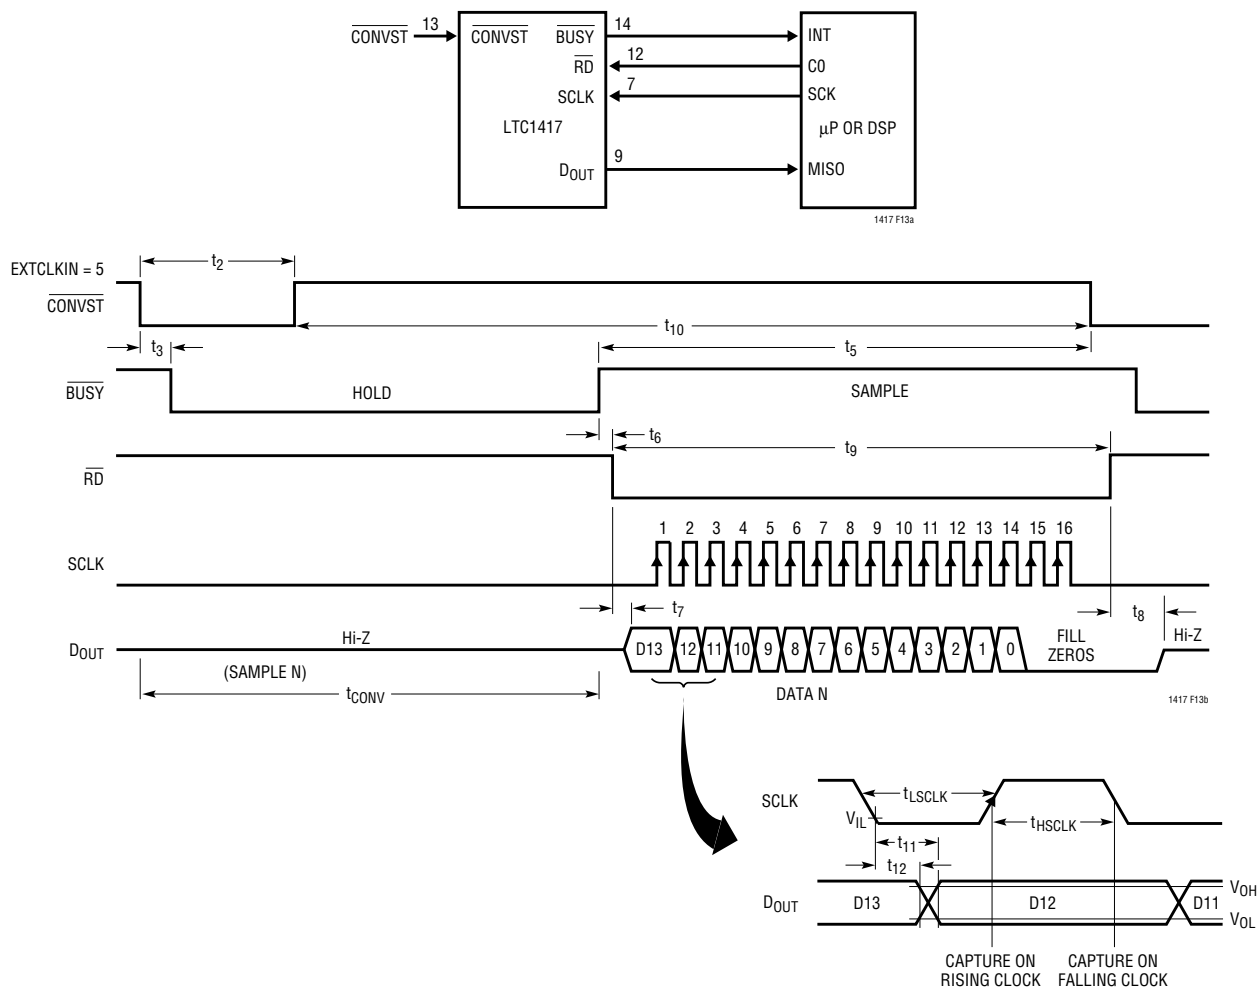 CONVST 13 CONVST BUSY 14 INT
RD 12 C0
SCLK 7 SCK
LTC1417 µP OR DSP
DOUT 9 MISO
1417 F13a
t2
EXTCLKIN = 5
CONVST
t10
t3 t5
BUSY HOLD SAMPLE
t6 t9
RD
1 2 3 4 5 6 7 8 9 10 11 12 13 14 15 16
SCLK
t7 t8
DOUT Hi-Z D13 12 11 10 9 8 7 6 5 4 3 2 1 0 FILL ZEROS Hi-Z
(SAMPLE N)
tCONV DATA N 1417 F13b
SCLK tLSCLK
VIL tHSCLK
t11
t12
DOUT D13 D12 D11 VOH
VOL
CAPTURE ON CAPTURE ON
RISING CLOCK FALLING CLOCK